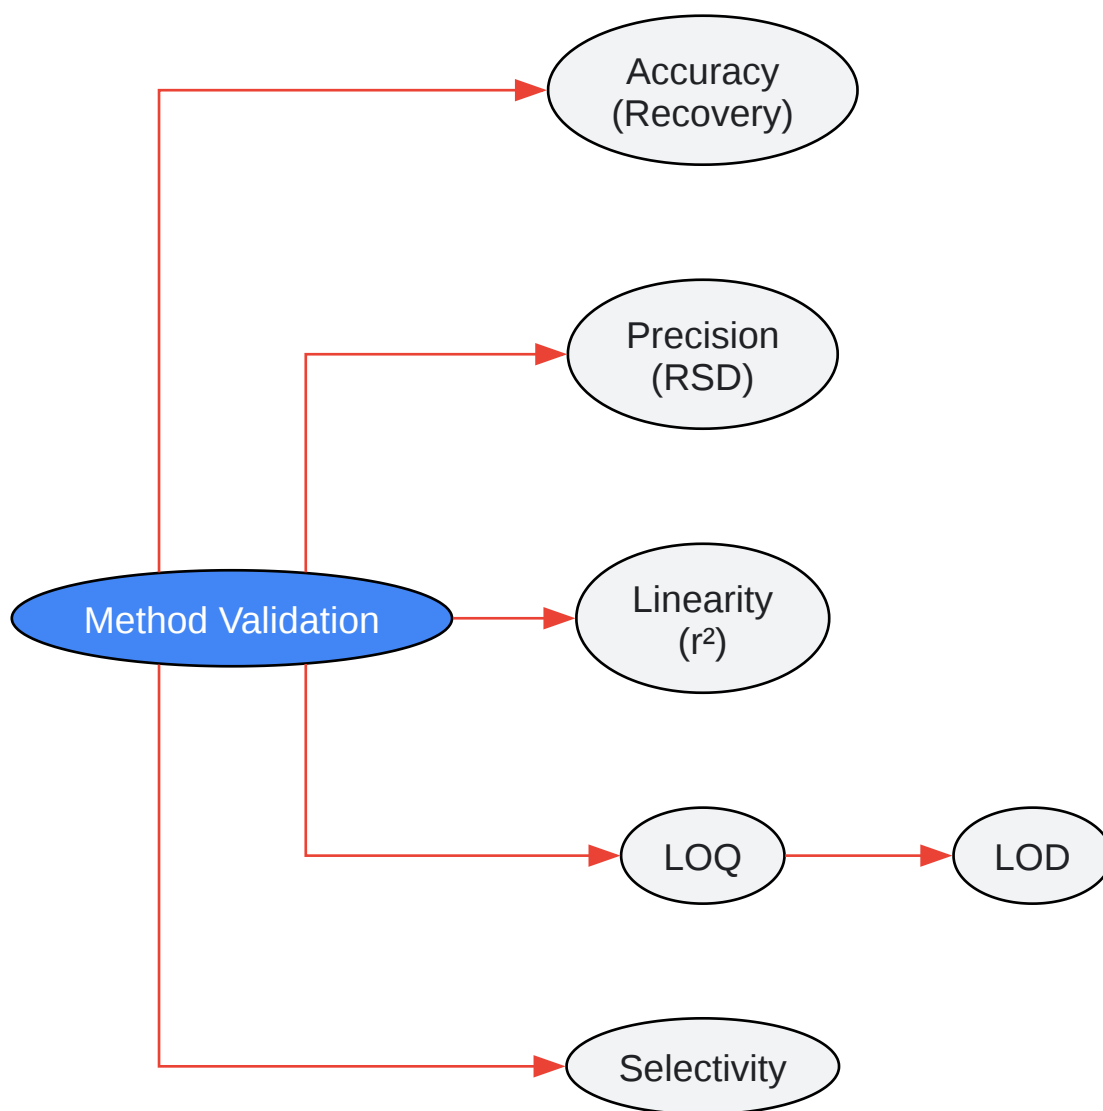 Accuracy
(Recovery)
Precision
(RSD)
Method Validation
Linearity
(r²)
LOQ
LOD
Selectivity